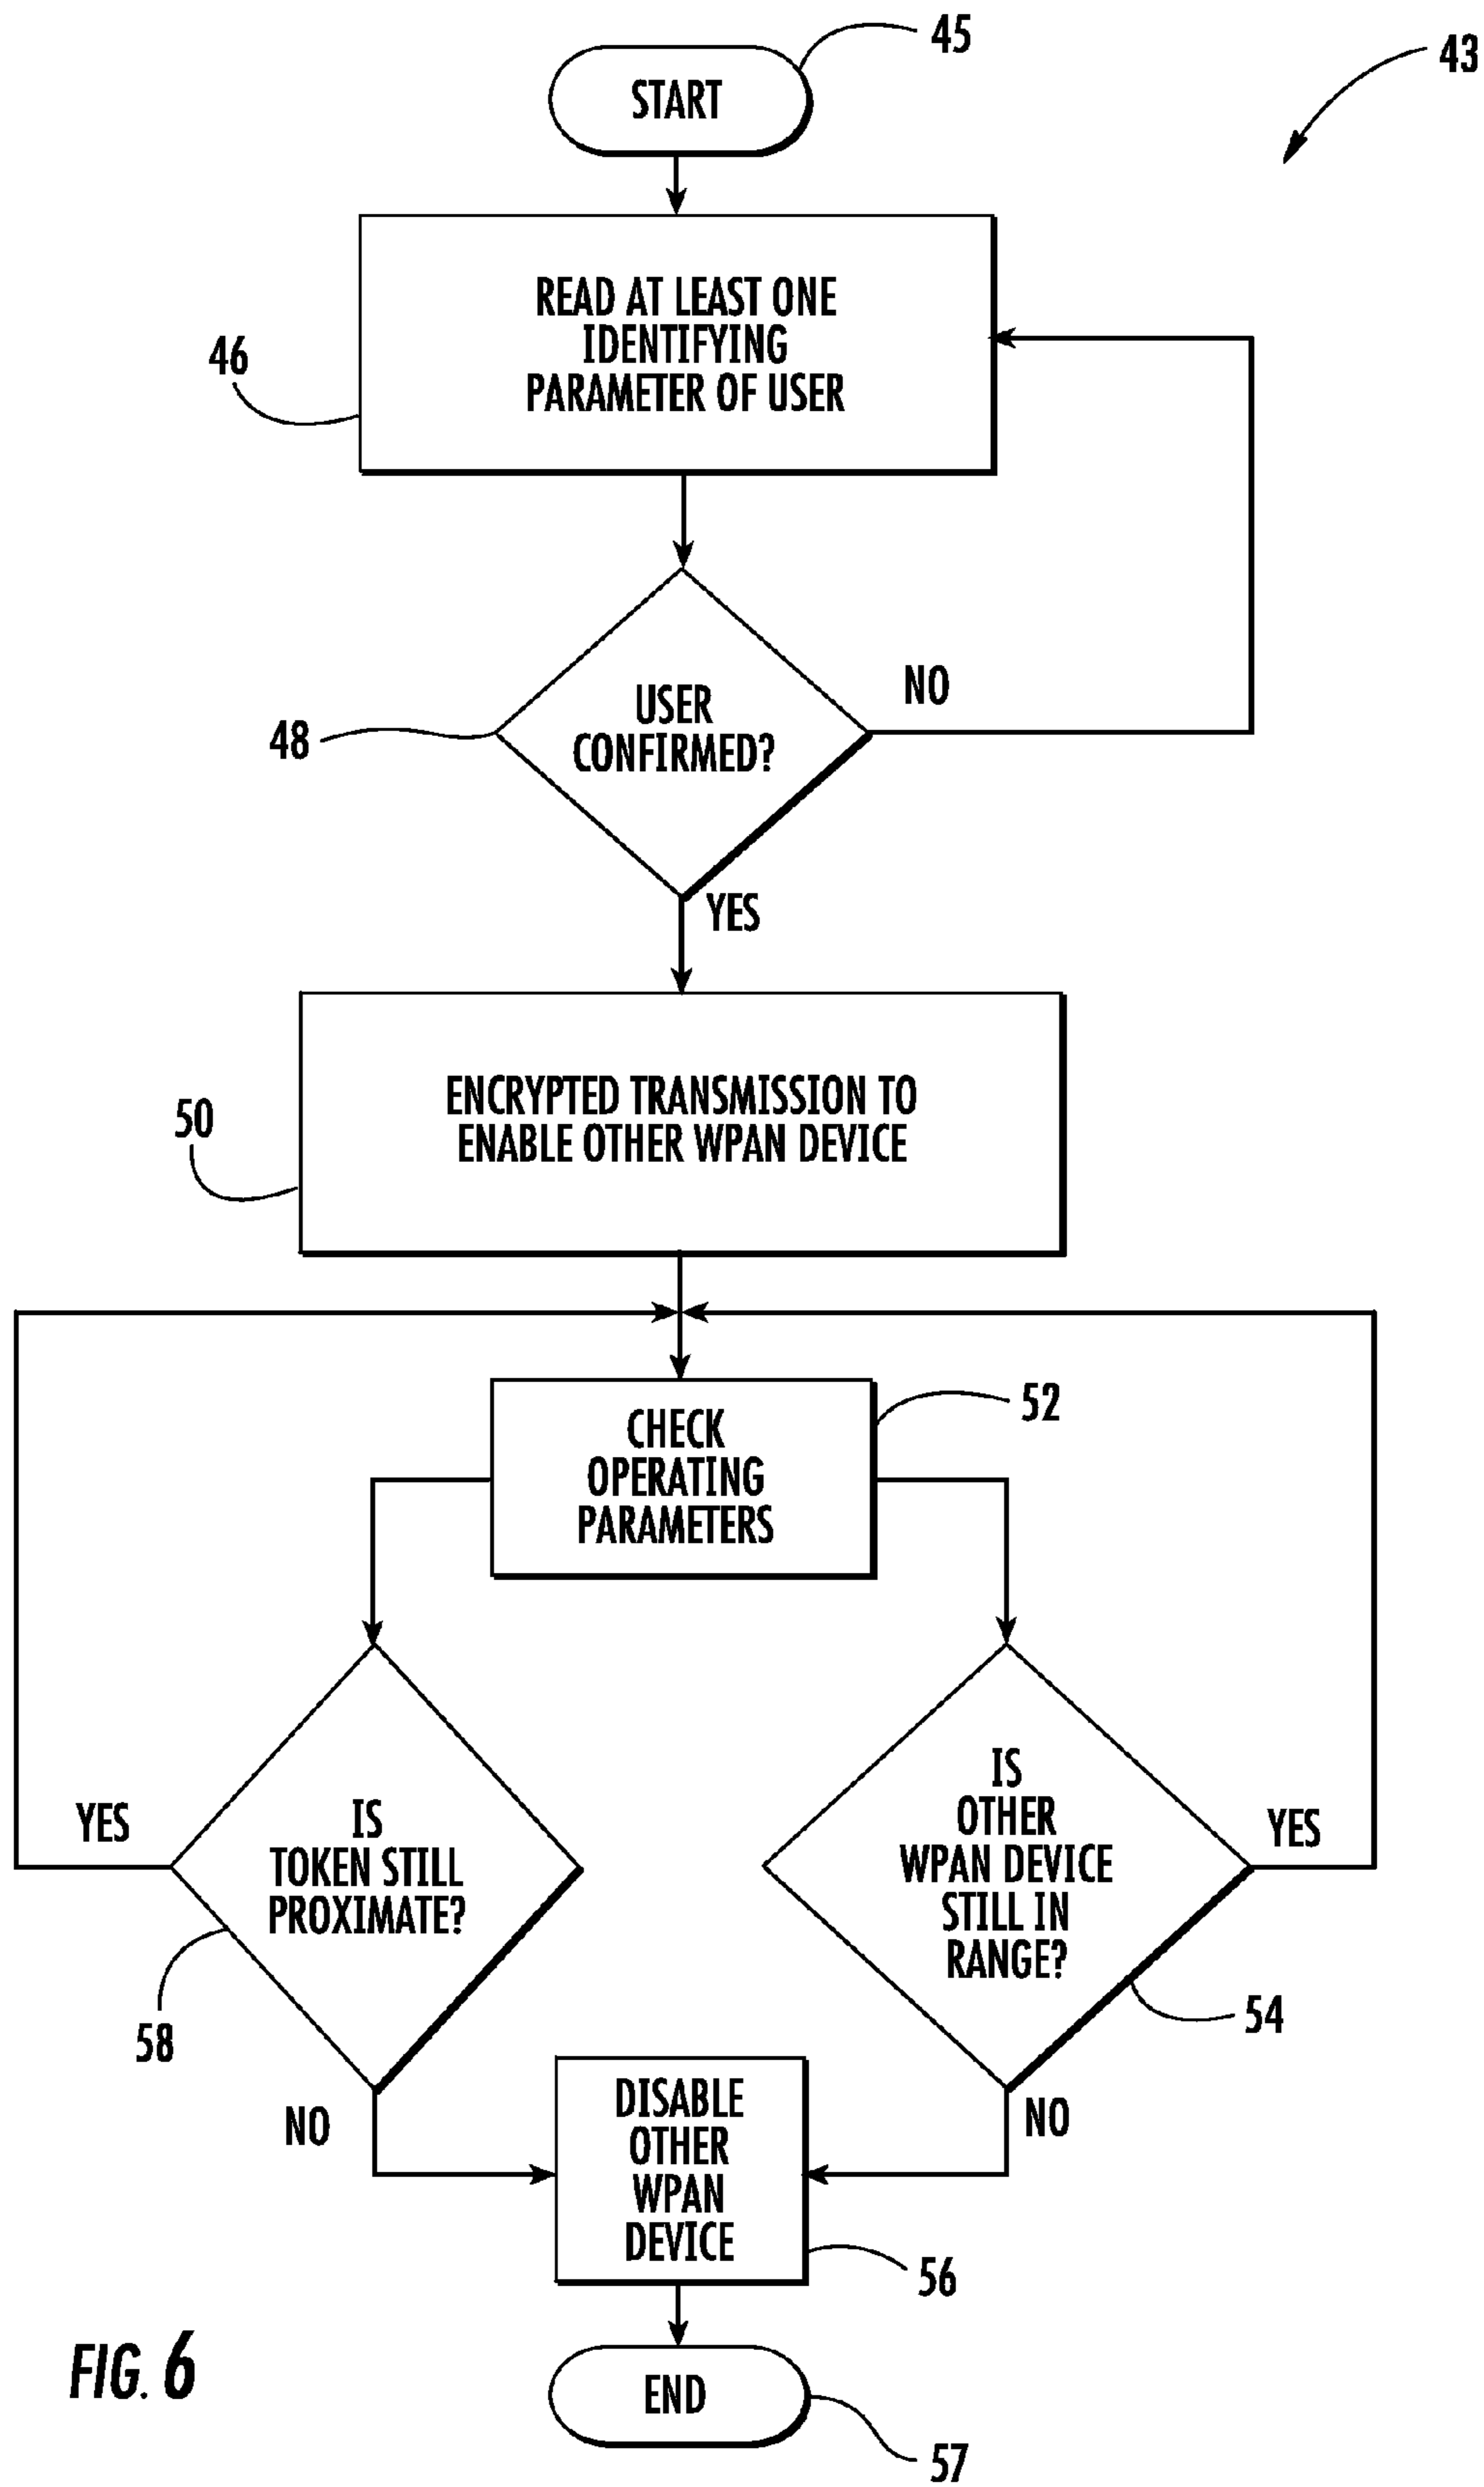 45
43
START
READ AT LEAST ONE
IDENTIFYING
PARAMETER OF USER
46
NO
USER
CONFIRMED?
48
YES
ENCRYPTED TRANSMISSION TO
ENABLE OTHER WPAN DEVICE
50
52
CHECK
OPERATING
PARAMETERS
YES
IS
TOKEN STILL
PROXIMATE?
58
IS
OTHER
WPAN DEVICE
STILL IN
RANGE?
YES
54
NO
DISABLE
OTHER
WPAN
DEVICE
NO
56
FIG. 6
END
57